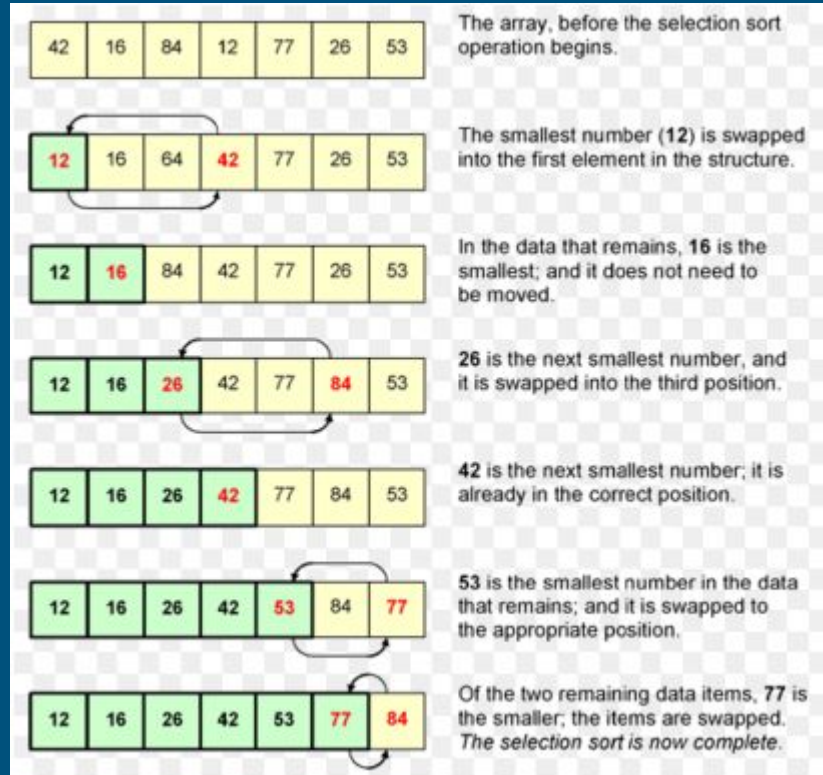 42 16 84 12 77 26 53
The array, before the selection sort
operation begins.
12 16 64 42 77 26 53
The smallest number (12) is swapped
into the first element in the structure.
12 16 84 42 77 26 53
In the data that remains, 16 is the
smallest; and it does not need to
be moved.
12 16 26 42 77 84 53
26 is the next smallest number, and
it is swapped into the third position.
12 16 26 42 77 84 53
42 is the next smallest number; it is
already in the correct position.
12 16 26 42 53 84 77
53 is the smallest number in the data
that remains; and it is swapped to
the appropriate position.
12 16 26 42 53 77 84
Of the two remaining data items, 77 is
the smaller; the items are swapped.
The selection sort is now complete.